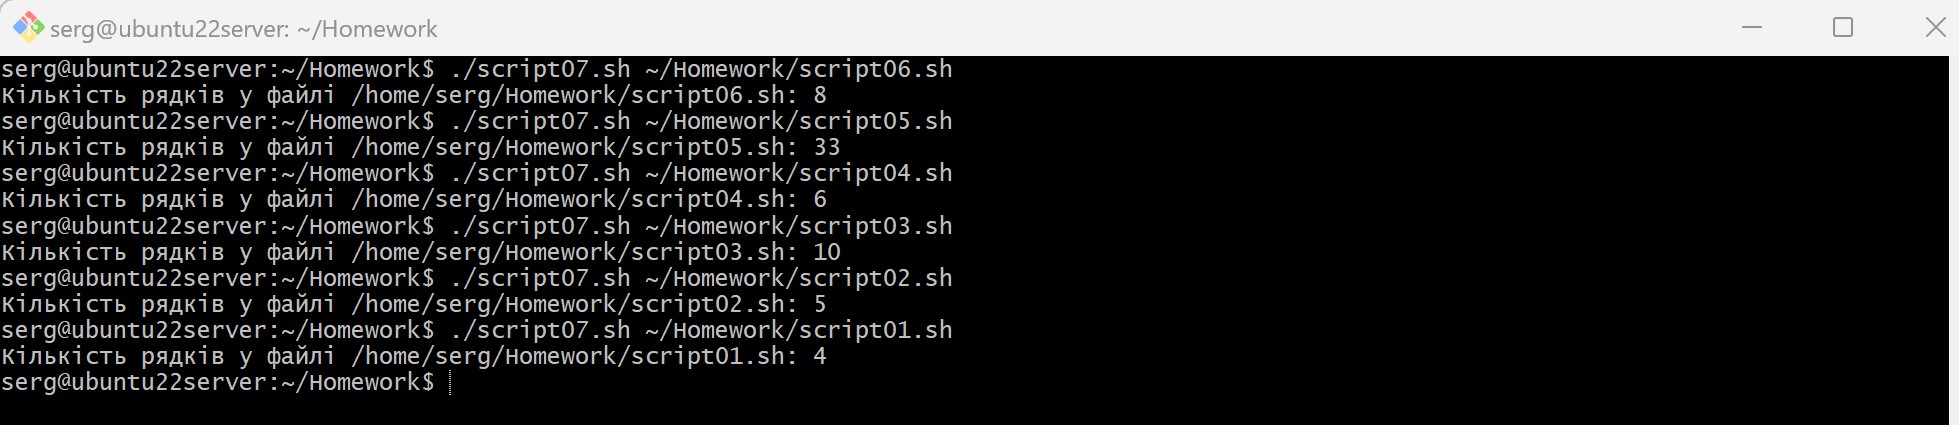 serg@ubuntu22server: ~/Homework
serg@ubuntu22server:~/Homework$ ./script07.sh ~/Homework/script06.sh
Кількість рядків у файлі /home/serg/Homework/script06.sh: 8
serg@ubuntu22server:~/Homework$ ./script07.sh ~/Homework/script05.sh
Кількість рядків у файлі /home/serg/Homework/script05.sh: 33
serg@ubuntu22server:~/Homework$ ./script07.sh ~/Homework/script04.sh
Кількість рядків у файлі /home/serg/Homework/script04.sh: 6
serg@ubuntu22server:~/Homework$ ./script07.sh ~/Homework/script03.sh
Кількість рядків у файлі /home/serg/Homework/script03.sh: 10
serg@ubuntu22server:~/Homework$ ./script07.sh ~/Homework/script02.sh
Кількість рядків у файлі /home/serg/Homework/script02.sh: 5
serg@ubuntu22server:~/Homework$ ./script07.sh ~/Homework/script01.sh
Кількість рядків у файлі /home/serg/Homework/script01.sh: 4
serg@ubuntu22server:~/Homework$